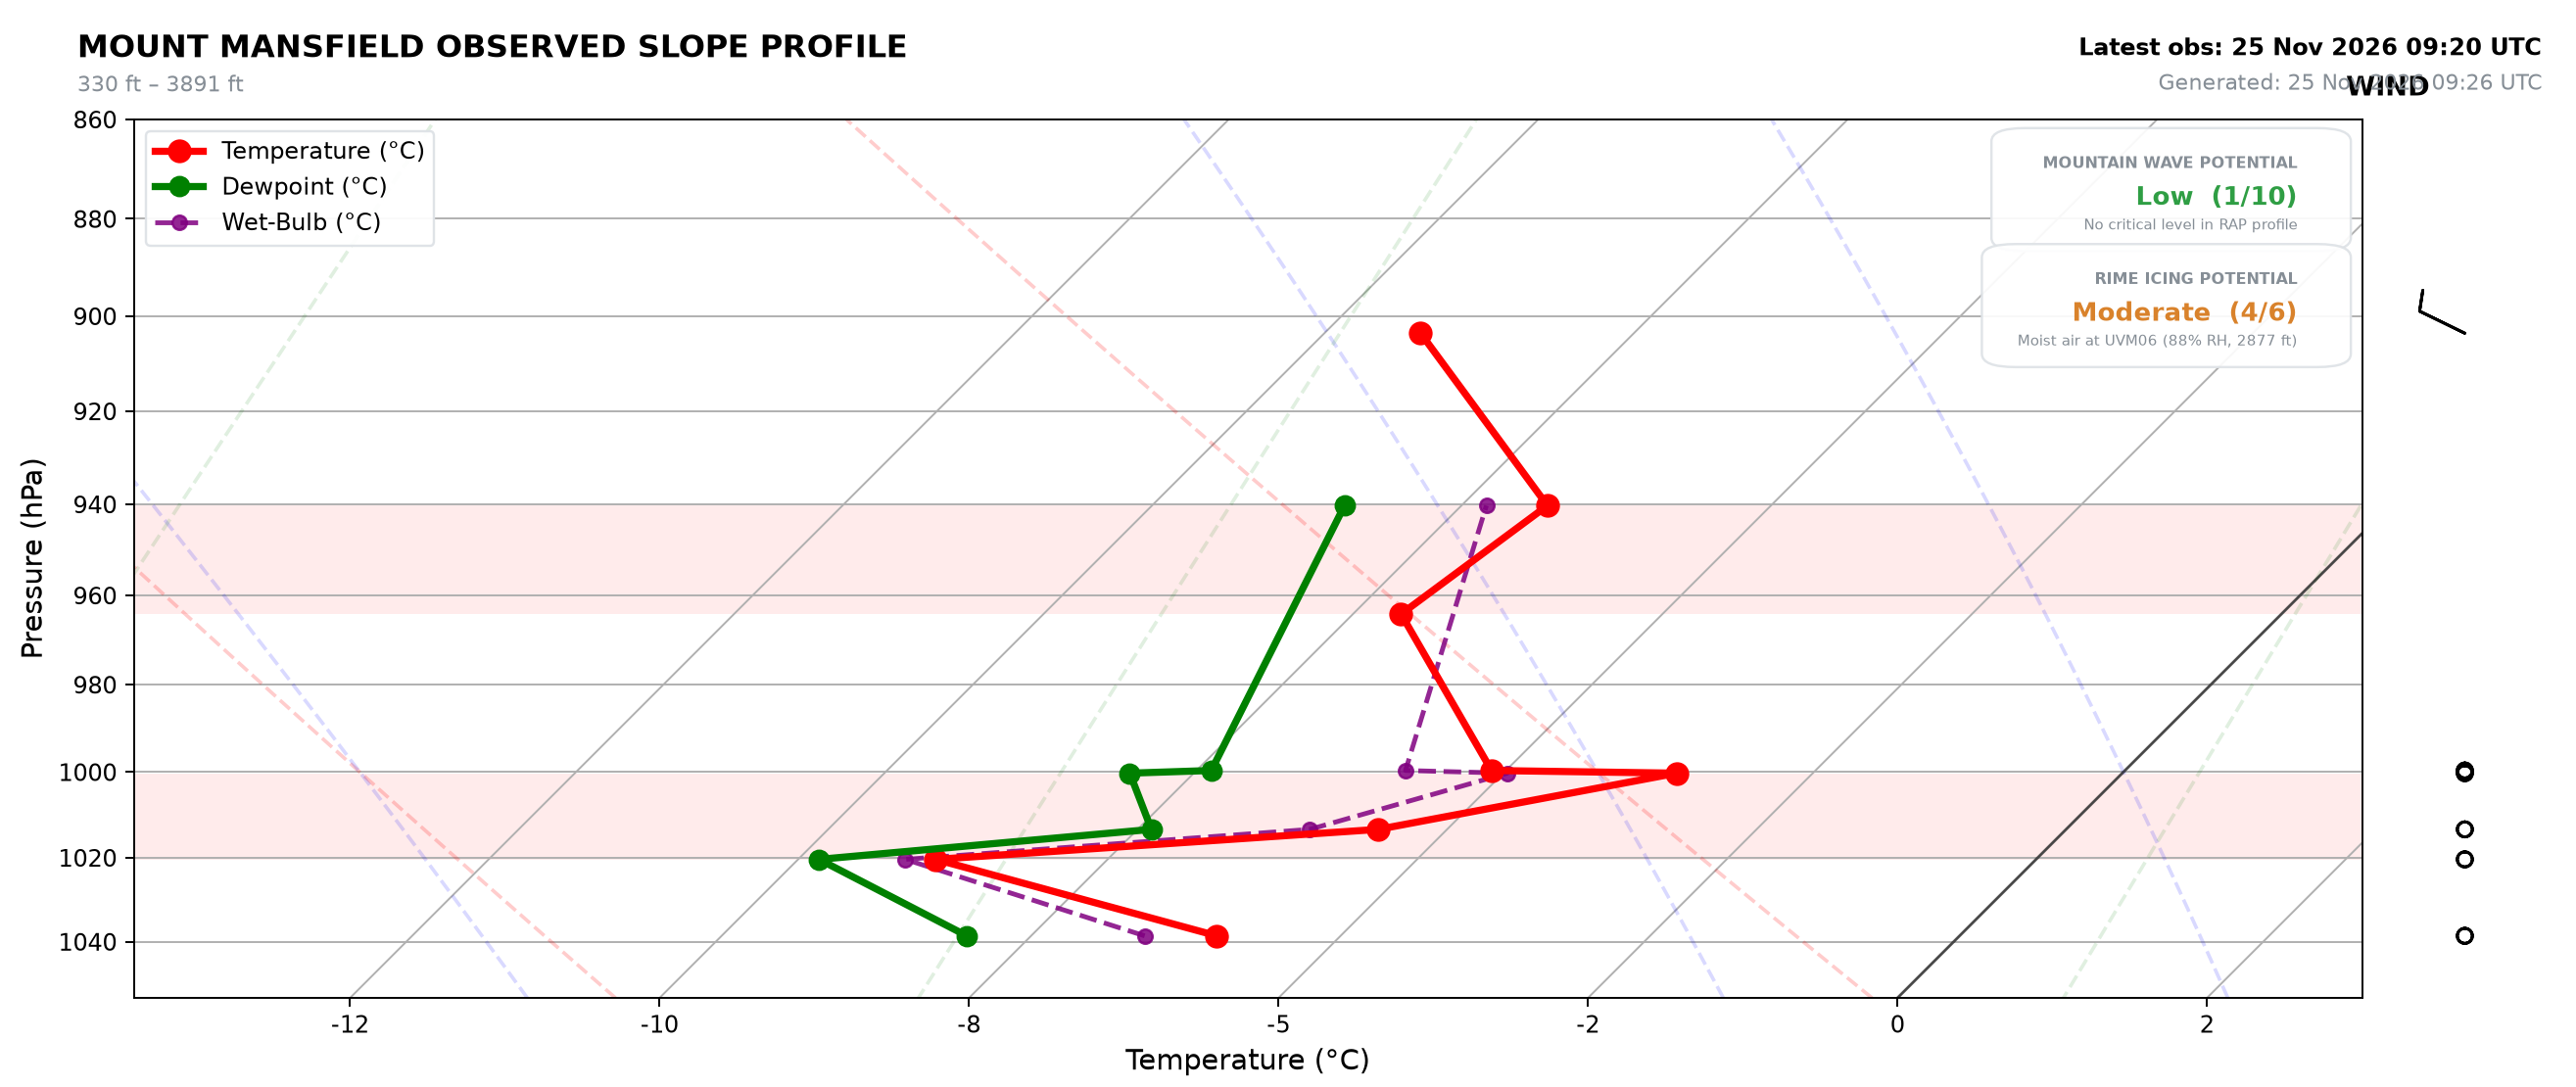 MOUNT MANSFIELD OBSERVED SLOPE PROFILE
330 ft – 3891 ft
Latest obs: 25 Nov 2026 09:20 UTC
Generated: 25 Nov 2026 09:26 UTC
WIND
Temperature (°C)
Dewpoint (°C)
Wet-Bulb (°C)
MOUNTAIN WAVE POTENTIAL
Low (1/10)
No critical level in RAP profile
RIME ICING POTENTIAL
Moderate (4/6)
Moist air at UVM06 (88% RH, 2877 ft)
Pressure (hPa)
860
880
900
920
940
960
980
1000
1020
1040
-12
-10
-8
-5
-2
0
2
Temperature (°C)